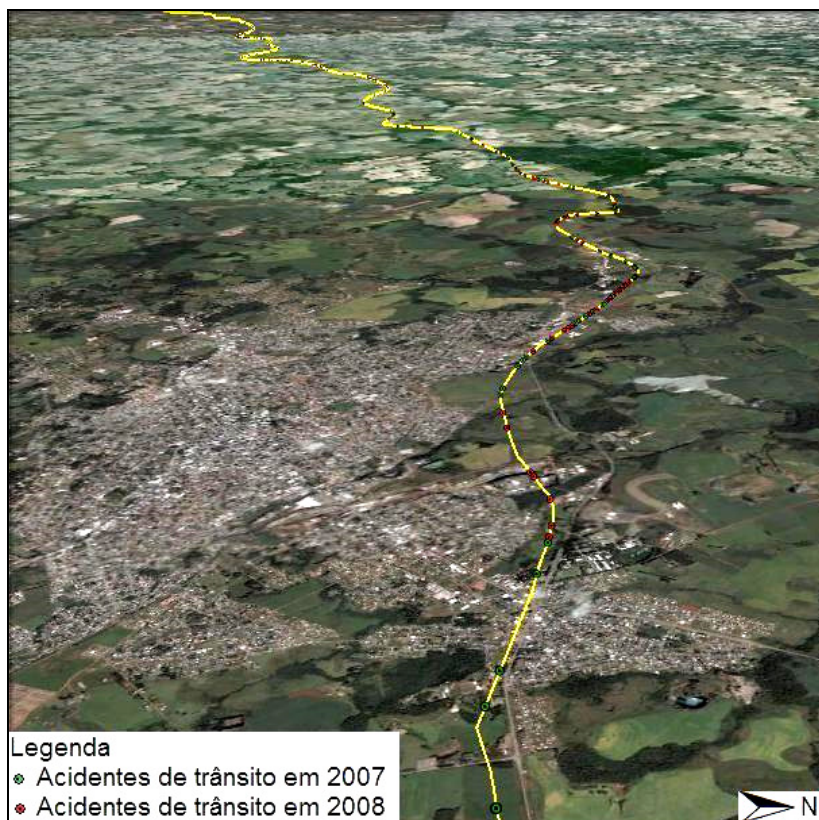 Legenda
Acidentes de trânsito em 2007
Acidentes de trânsito em 2008
N